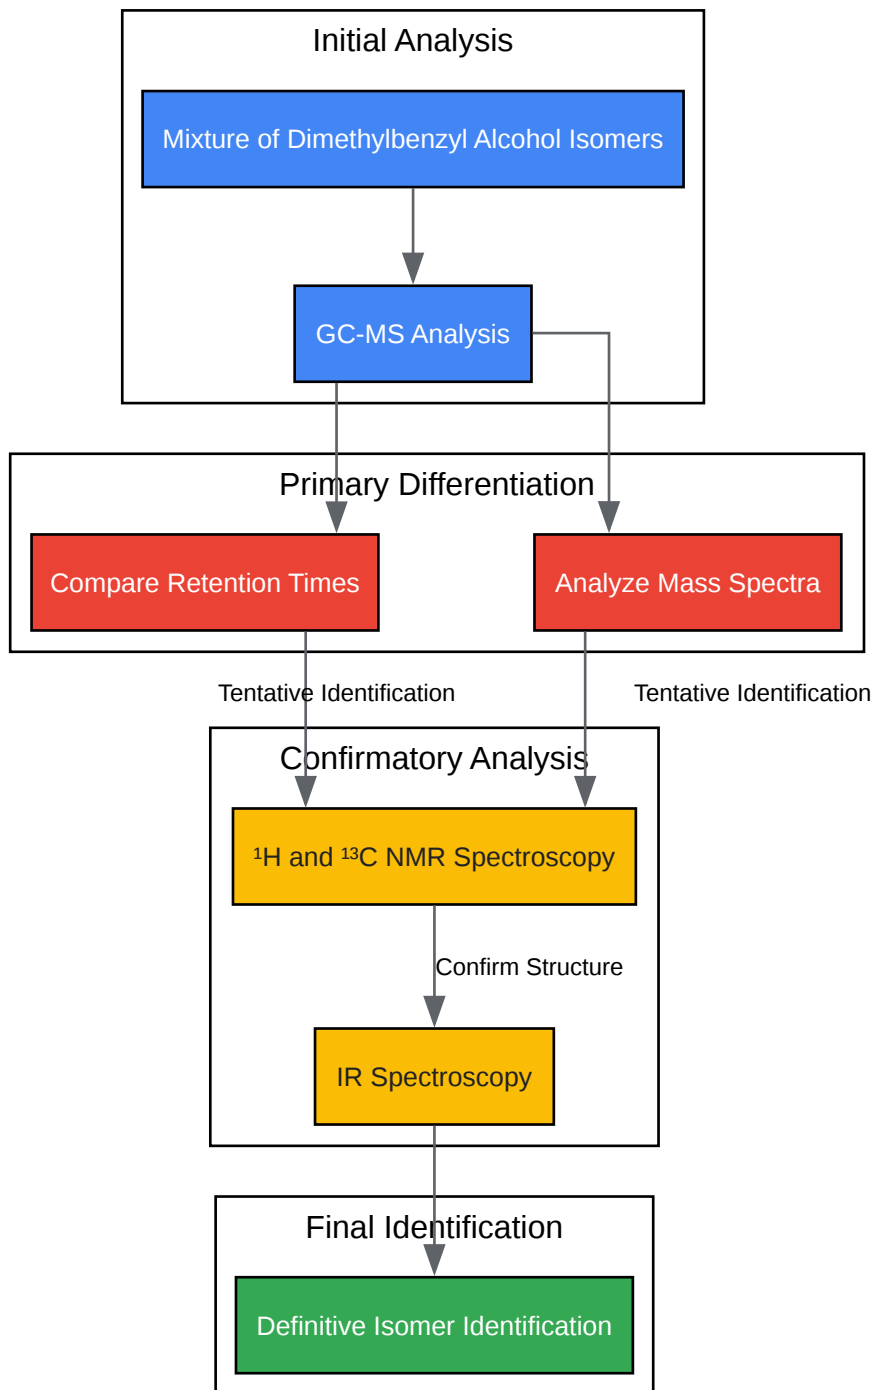 Initial Analysis
Mixture of Dimethylbenzyl Alcohol Isomers
GC-MS Analysis
Primary Differentiation
Compare Retention Times
Analyze Mass Spectra
Tentative Identification
Tentative Identification
Confirmatory Analysis
¹H and ¹³C NMR Spectroscopy
Confirm Structure
IR Spectroscopy
Final Identification
Definitive Isomer Identification